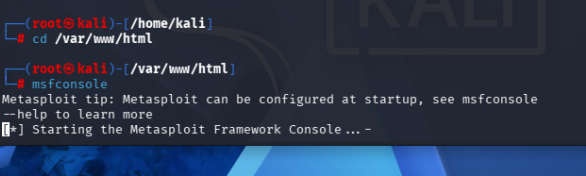 ┌──(root㉿kali)-[/home/kali]
└─# cd /var/www/html
┌──(root㉿kali)-[/var/www/html]
└─# msfconsole
Metasploit tip: Metasploit can be configured at startup, see msfconsole
--help to learn more
[*] Starting the Metasploit Framework Console...-
KALI